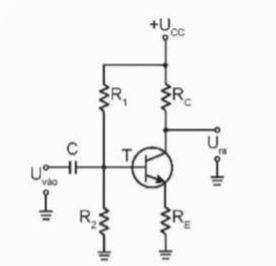 +U_CC
R_1
R_C
U_ra
C
T
U_vào
R_2
R_E